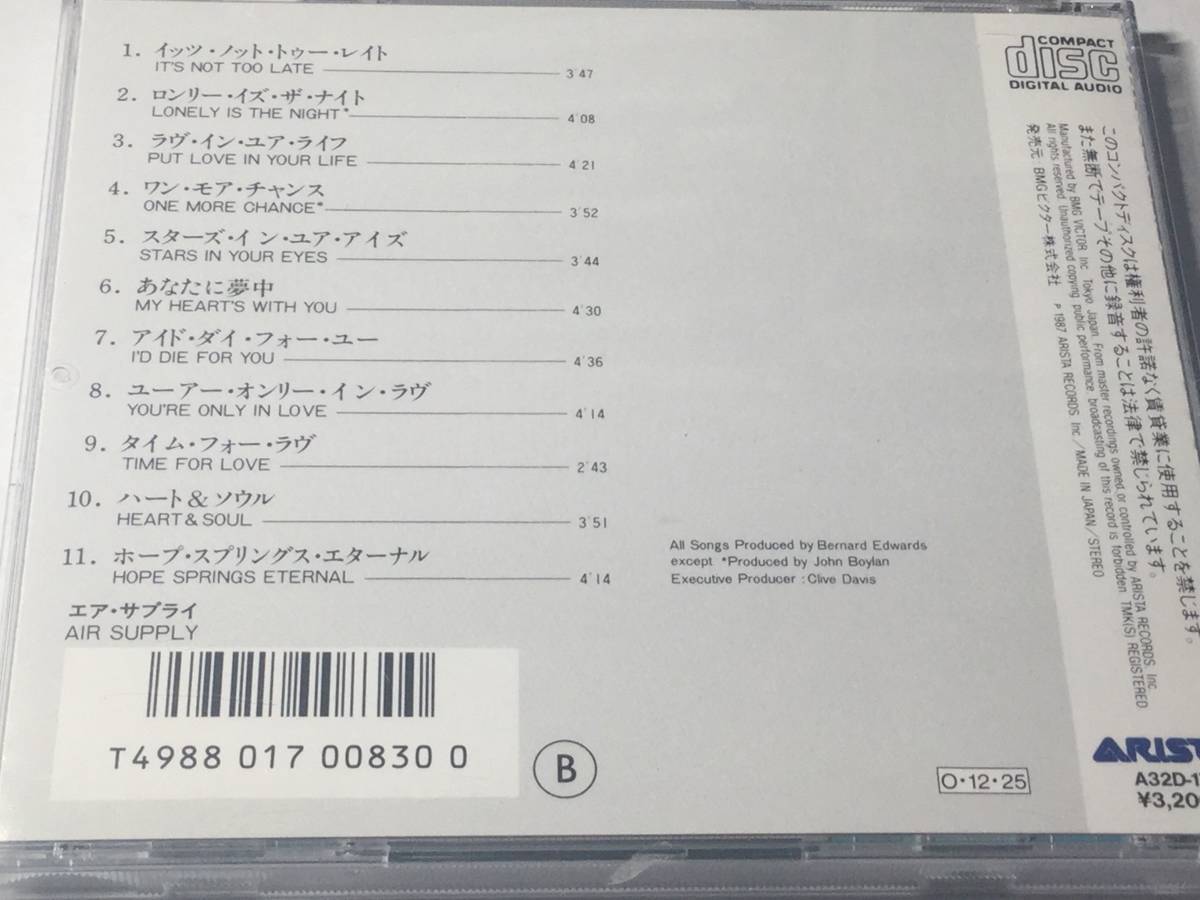 1. イッツ・ノット・トゥー・レイト
IT'S NOT TOO LATE 3'47
2. ロンリー・イズ・ザ・ナイト
LONELY IS THE NIGHT* 4'08
3. ラヴ・イン・ユア・ライフ
PUT LOVE IN YOUR LIFE 4'21
4. ワン・モア・チャンス
ONE MORE CHANCE* 3'52
5. スターズ・イン・ユア・アイズ
STARS IN YOUR EYES 3'44
6. あなたに夢中
MY HEART'S WITH YOU 4'30
7. アイド・ダイ・フォー・ユー
I'D DIE FOR YOU 4'36
8. ユーアー・オンリー・イン・ラヴ
YOU'RE ONLY IN LOVE 4'14
9. タイム・フォー・ラヴ
TIME FOR LOVE 2'43
10. ハート&ソウル
HEART & SOUL 3'51
11. ホープ・スプリングス・エターナル
HOPE SPRINGS ETERNAL 4'14
エア・サプライ
AIR SUPPLY
T4988 017 00830 0
B
All Songs Produced by Bernard Edwards
except *Produced by John Boylan
Executive Producer : Clive Davis
O・12・25
COMPACT
disc
DIGITAL AUDIO
このコンパクトディスクは権利者の許諾なく賃貸業に使用することを禁じます。
また無断でテープその他に録音することは法律で禁じられています。
Manufactured by BMG VICTOR Inc. Tokyo Japan. From master recordings owned or controlled by ARISTA RECORDS Inc.
All rights reserved. Unauthorized copying public performance broadcasting of this record is forbidden TMK(S) REGISTERED
発売元:BMGビクター株式会社 ℗ 1987 ARISTA RECORDS Inc./MADE IN JAPAN/STEREO
ARIST
A32D-1
¥3,20